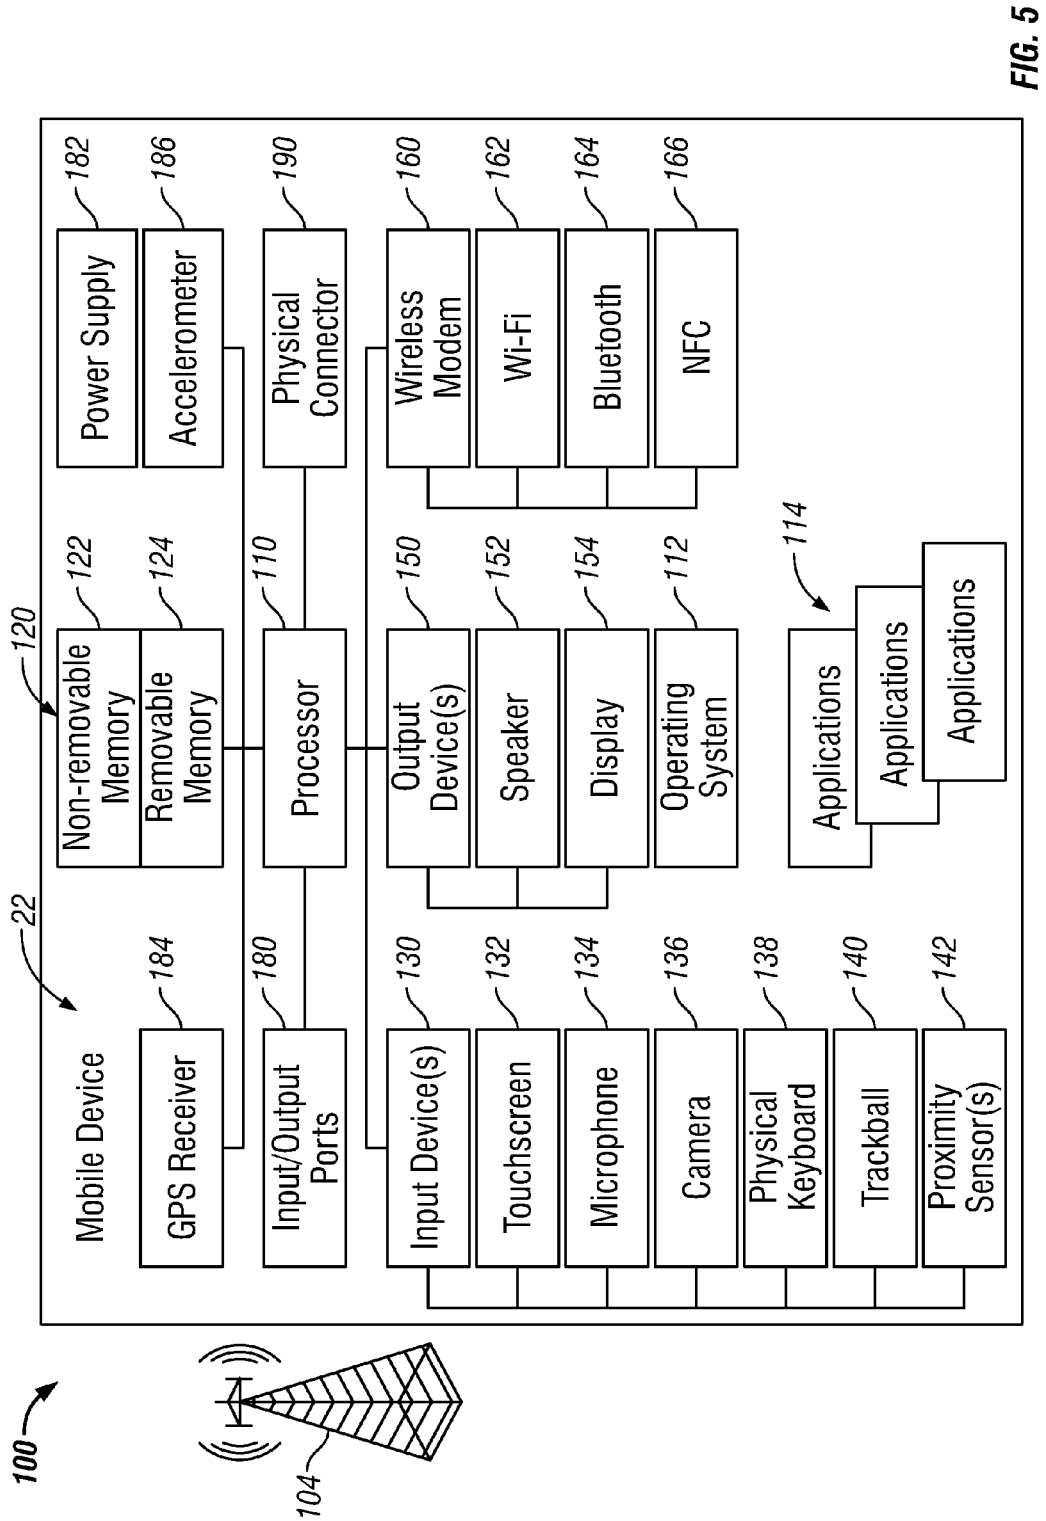 100
104
Mobile Device
22
120
GPS Receiver
184
Non-removable
Memory
122
Removable
Memory
124
Power Supply
182
Accelerometer
186
Input/Output
Ports
180
Processor
110
Physical
Connector
190
Input Device(s)
130
Touchscreen
132
Microphone
134
Camera
136
Physical
Keyboard
138
Trackball
140
Proximity
Sensor(s)
142
Output
Device(s)
150
Speaker
152
Display
154
Operating
System
112
Wireless
Modem
160
Wi-Fi
162
Bluetooth
164
NFC
166
114
Applications
Applications
Applications
FIG. 5